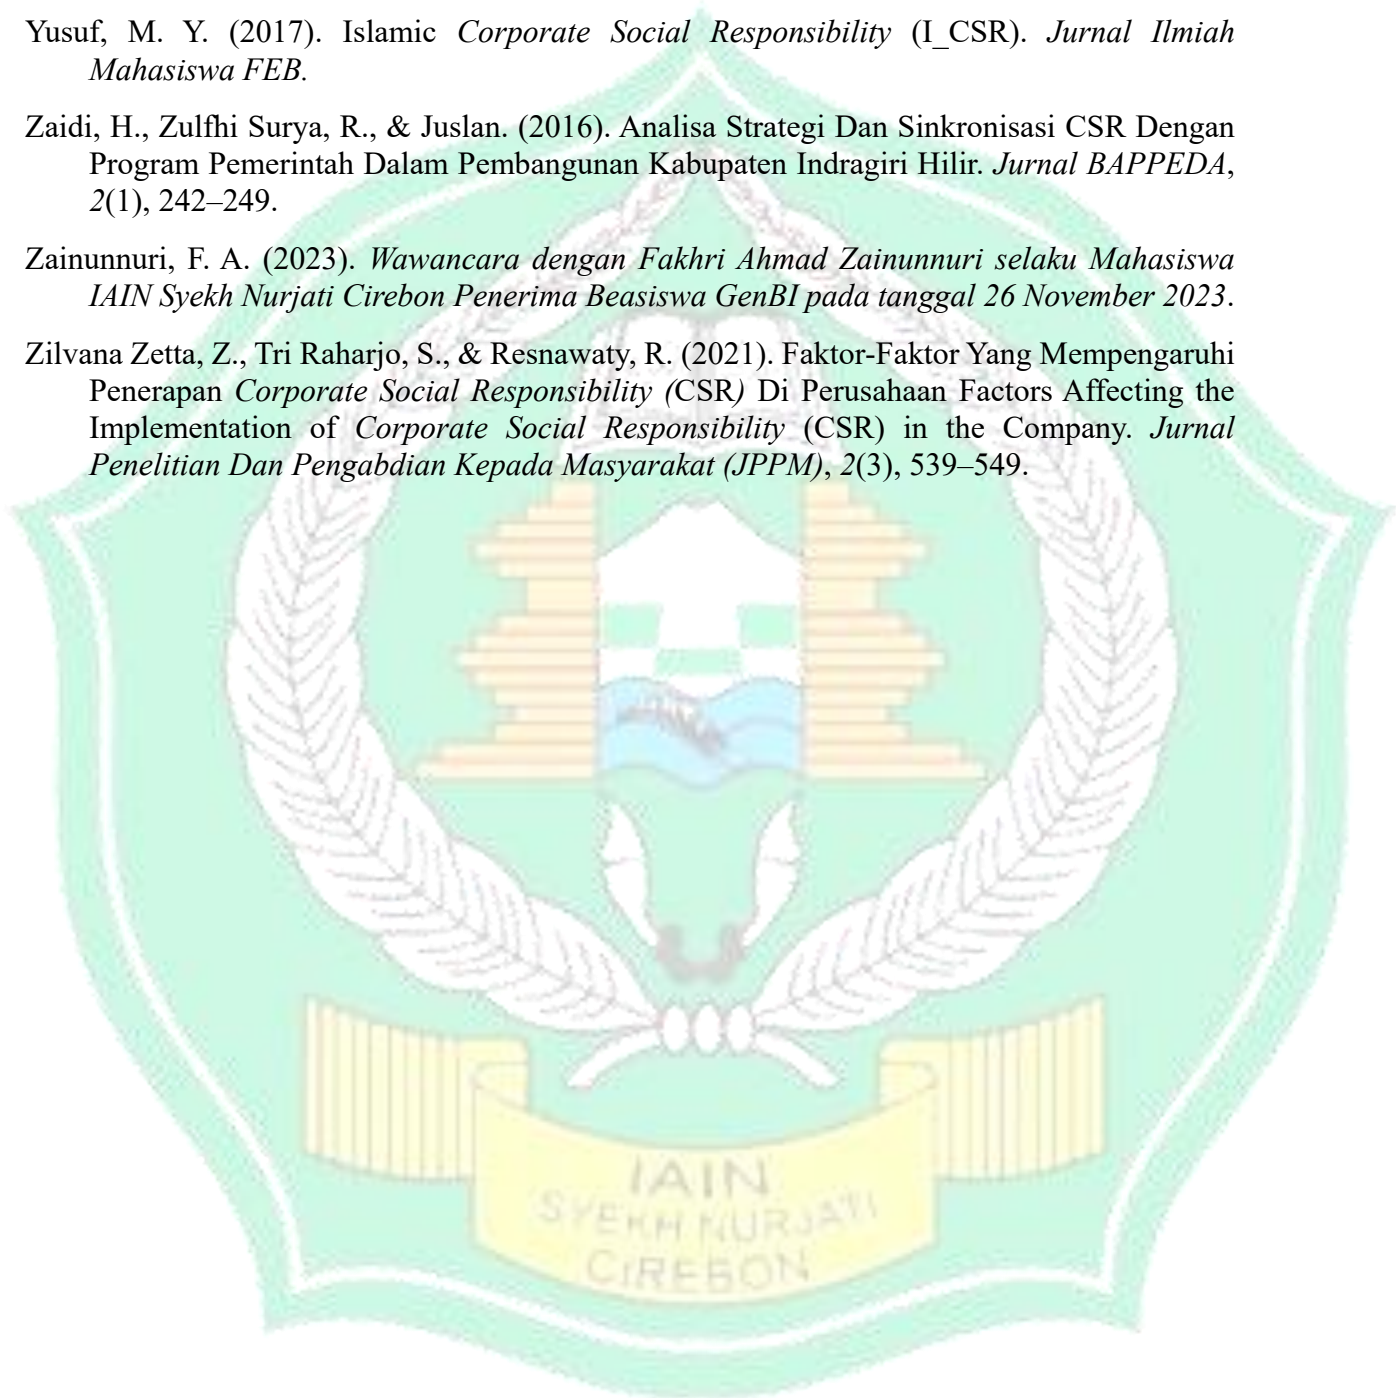 Yusuf, M. Y. (2017). Islamic Corporate Social Responsibility (I_CSR). Jurnal Ilmiah
Mahasiswa FEB.
Zaidi, H., Zulfhi Surya, R., & Juslan. (2016). Analisa Strategi Dan Sinkronisasi CSR Dengan
Program Pemerintah Dalam Pembangunan Kabupaten Indragiri Hilir. Jurnal BAPPEDA,
2(1), 242–249.
Zainunnuri, F. A. (2023). Wawancara dengan Fakhri Ahmad Zainunnuri selaku Mahasiswa
IAIN Syekh Nurjati Cirebon Penerima Beasiswa GenBI pada tanggal 26 November 2023.
Zilvana Zetta, Z., Tri Raharjo, S., & Resnawaty, R. (2021). Faktor-Faktor Yang Mempengaruhi
Penerapan Corporate Social Responsibility (CSR) Di Perusahaan Factors Affecting the
Implementation of Corporate Social Responsibility (CSR) in the Company. Jurnal
Penelitian Dan Pengabdian Kepada Masyarakat (JPPM), 2(3), 539–549.
IAIN
SYEKH NURJATI
CIREBON